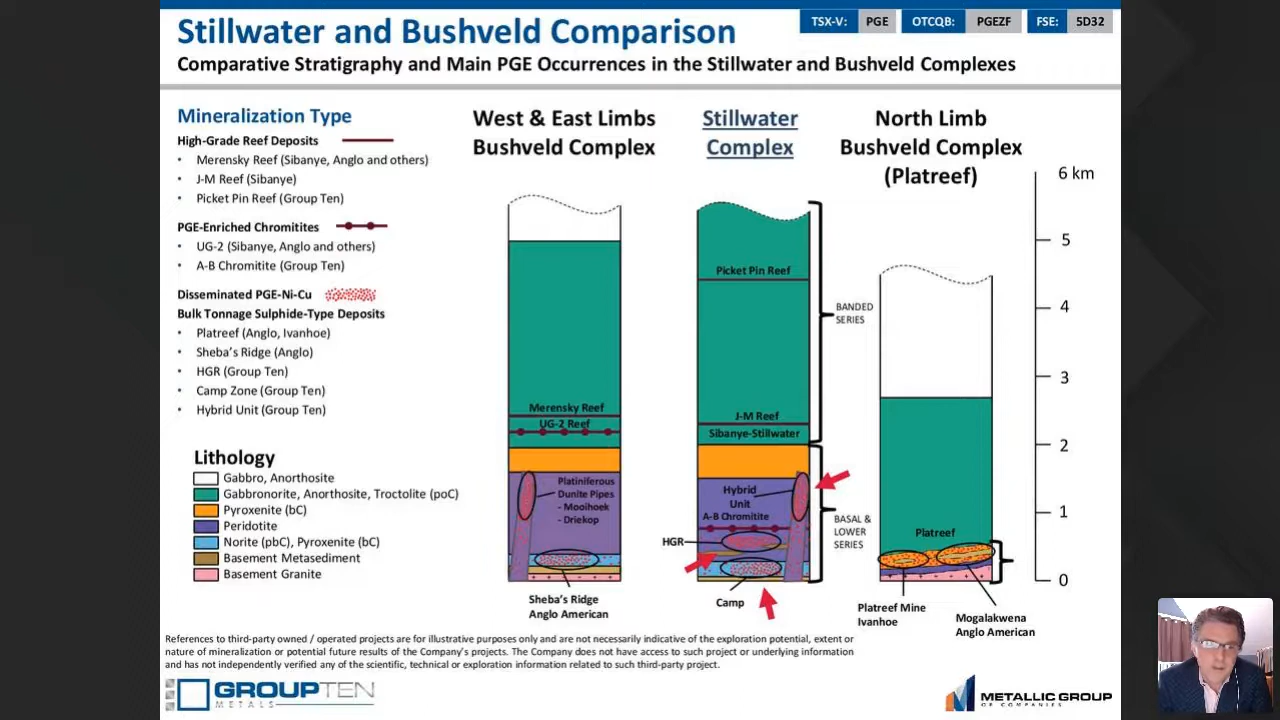 Stillwater and Bushveld Comparison
TSX-V: PGE OTCQB: PGEZF FSE: 5D32
Comparative Stratigraphy and Main PGE Occurrences in the Stillwater and Bushveld Complexes
Mineralization Type
High-Grade Reef Deposits
• Merensky Reef (Sibanye, Anglo and others)
• J-M Reef (Sibanye)
• Picket Pin Reef (Group Ten)
PGE-Enriched Chromitites
• UG-2 (Sibanye, Anglo and others)
• A-B Chromitite (Group Ten)
Disseminated PGE-Ni-Cu
Bulk Tonnage Sulphide-Type Deposits
• Platreef (Anglo, Ivanhoe)
• Sheba's Ridge (Anglo)
• HGR (Group Ten)
• Camp Zone (Group Ten)
• Hybrid Unit (Group Ten)
Lithology
Gabbro, Anorthosite
Gabbronorite, Anorthosite, Troctolite (poC)
Pyroxenite (bC)
Peridotite
Norite (pbC), Pyroxenite (bC)
Basement Metasediment
Basement Granite
West & East Limbs
Bushveld Complex
Merensky Reef
UG-2 Reef
Platiniferous
Dunite Pipes
- Mooihoek
- Driekop
Sheba's Ridge
Anglo American
Stillwater
Complex
Picket Pin Reef
J-M Reef
Sibanye-Stillwater
Hybrid
Unit
A-B Chromitite
HGR
Camp
BANDED
SERIES
BASAL &
LOWER
SERIES
North Limb
Bushveld Complex
(Platreef)
Platreef
Platreef Mine
Ivanhoe
Mogalakwena
Anglo American
6 km
5
4
3
2
1
0
References to third-party owned / operated projects are for illustrative purposes only and are not necessarily indicative of the exploration potential, extent or
nature of mineralization or potential future results of the Company's projects. The Company does not have access to such project or underlying information
and has not independently verified any of the scientific, technical or exploration information related to such third-party project.
GROUP TEN
METALS
METALLIC GROUP
OF COMPANIES